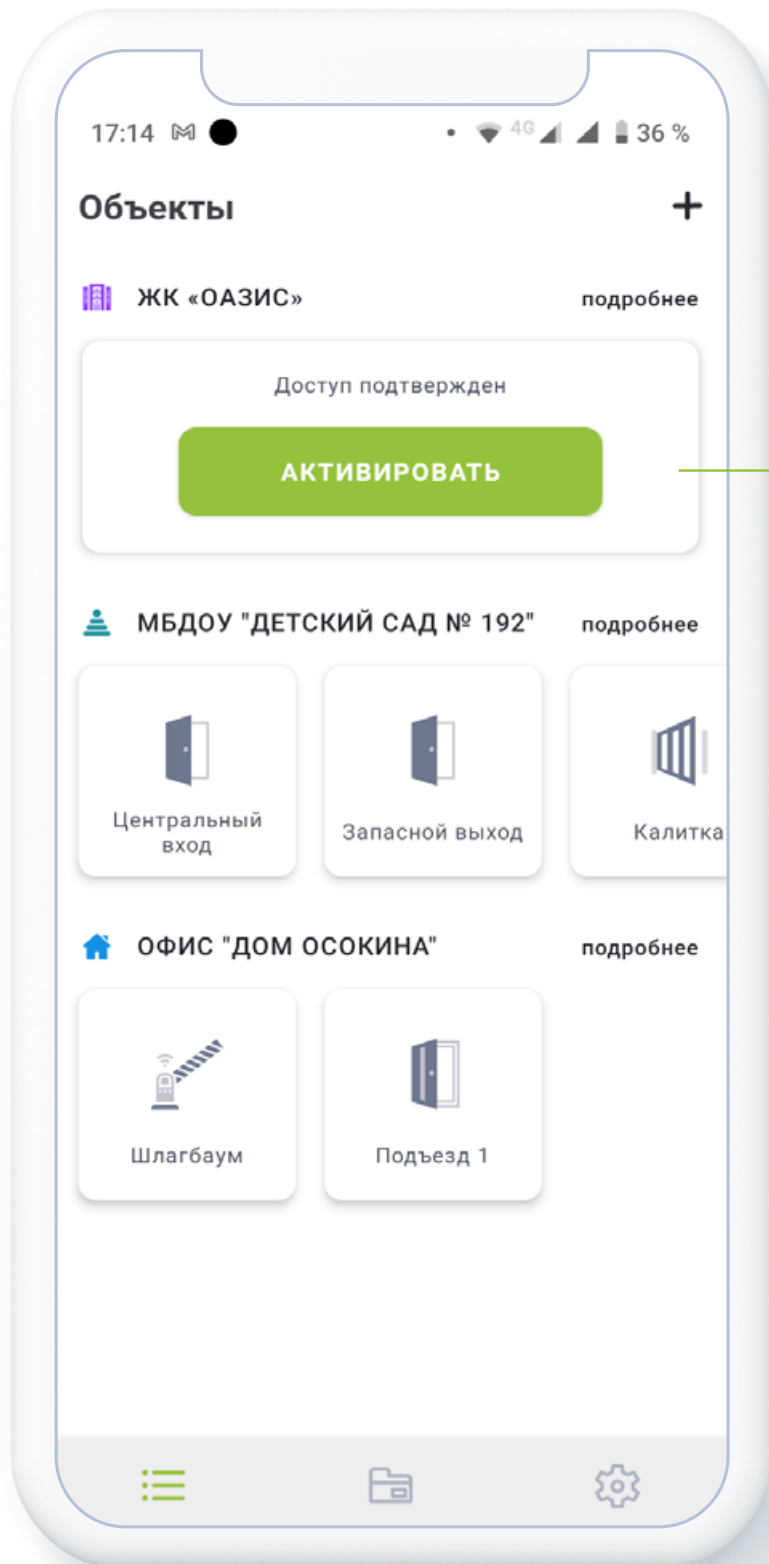 17:14 4G 36 %
Объекты +
ЖК «ОАЗИС» подробнее
Доступ подтвержден
АКТИВИРОВАТЬ
МБДОУ "ДЕТСКИЙ САД № 192" подробнее
Центральный
вход
Запасной выход
Калитка
ОФИС "ДОМ ОСОКИНА" подробнее
Шлагбаум
Подъезд 1